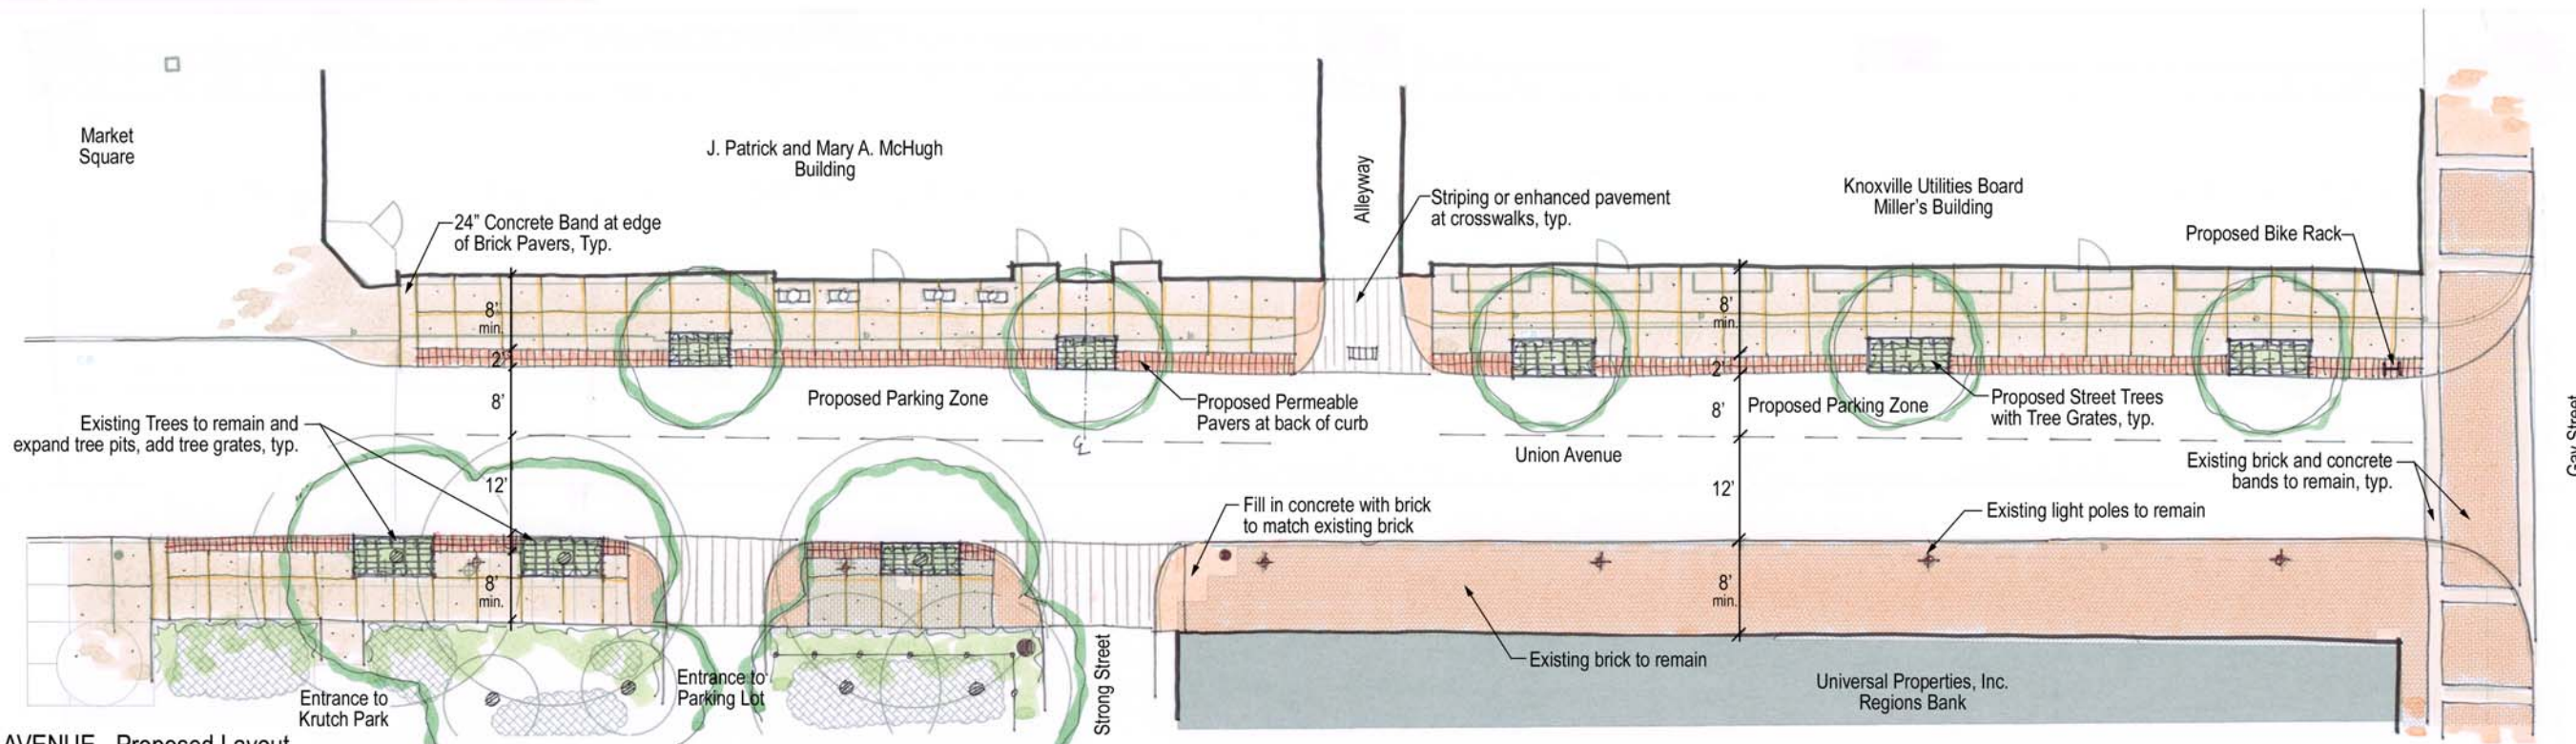 Market
Square
J. Patrick and Mary A. McHugh
Building
Alleyway
24" Concrete Band at edge
of Brick Pavers, Typ.
Striping or enhanced pavement
at crosswalks, typ.
Knoxville Utilities Board
Miller's Building
Proposed Bike Rack
8'
min.
2'
8'
8'
min.
2'
8'
Proposed Parking Zone
Proposed Permeable
Pavers at back of curb
Proposed Parking Zone
Proposed Street Trees
with Tree Grates, typ.
Existing Trees to remain and
expand tree pits, add tree grates, typ.
Union Avenue
Gay Street
12'
12'
Existing brick and concrete
bands to remain, typ.
Fill in concrete with brick
to match existing brick
Existing light poles to remain
8'
min.
8'
min.
Existing brick to remain
Entrance to
Krutch Park
Entrance to
Parking Lot
Strong Street
Universal Properties, Inc.
Regions Bank
AVENUE - Proposed Layout